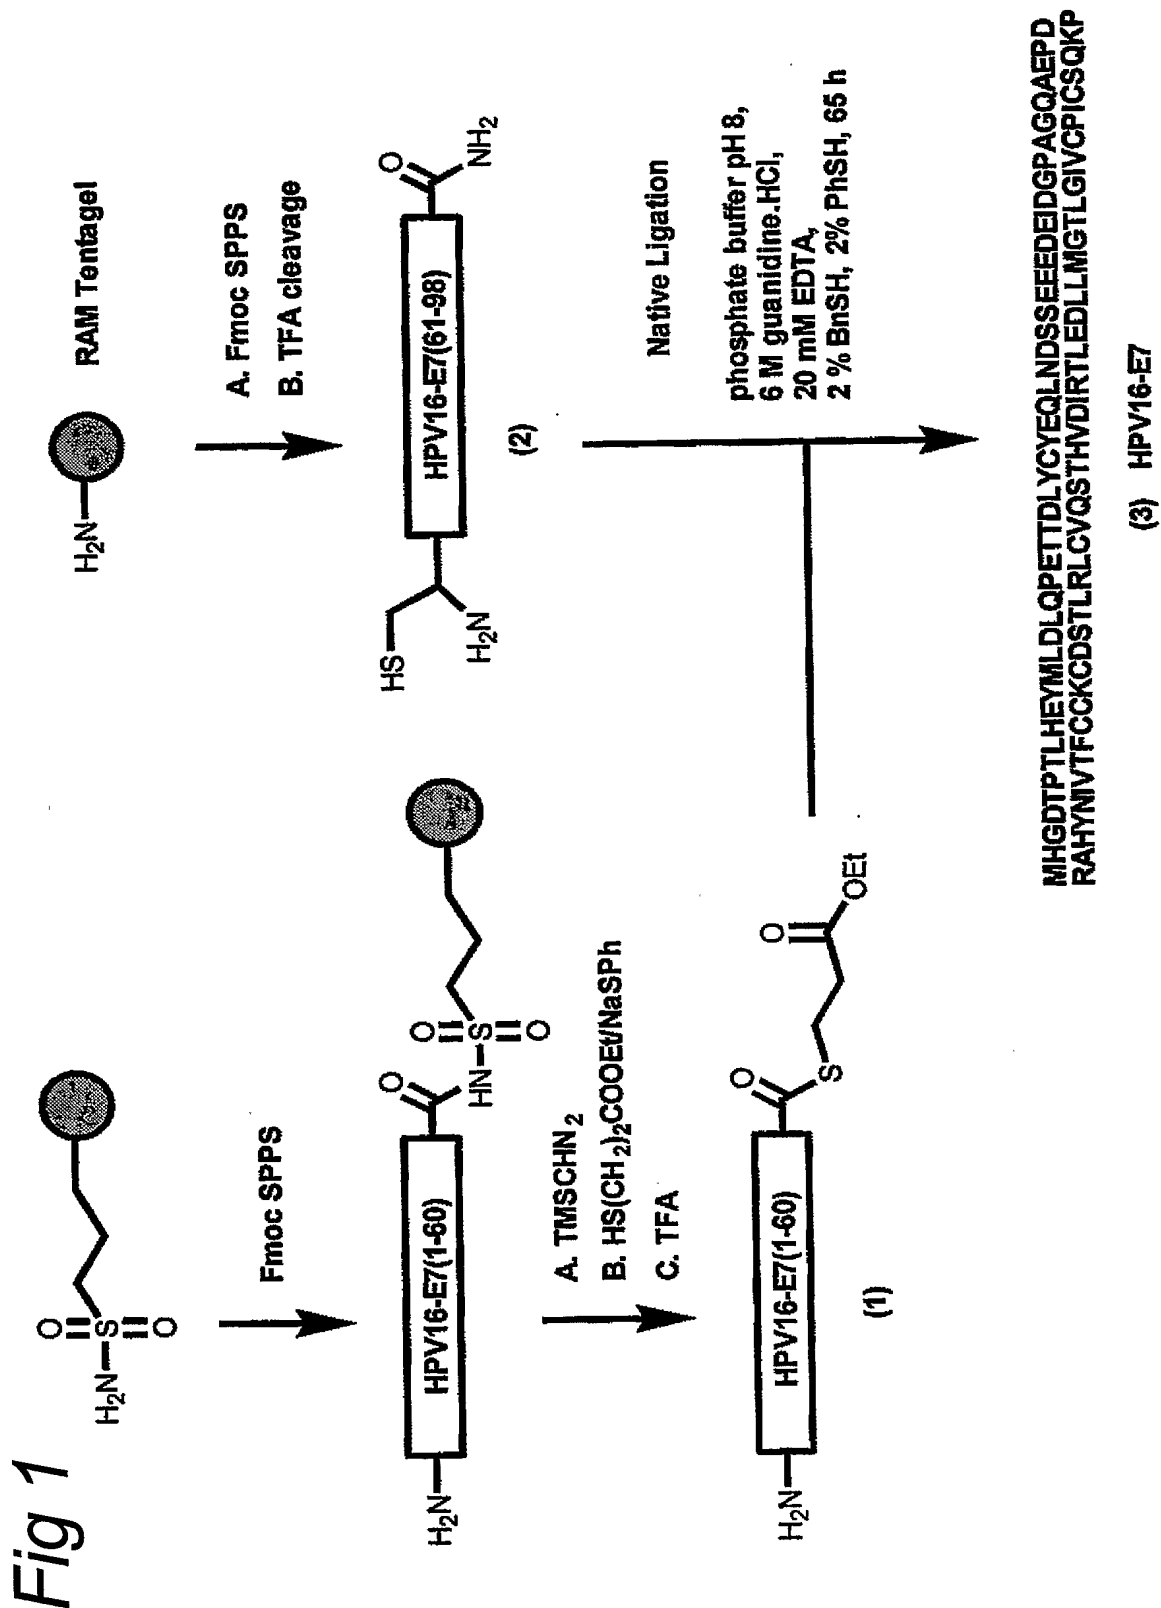 Fig 1
O
H₂N–S
O
Fmoc SPPS
H₂N
HPV16-E7(1-60)
O
HN
O
S
O
A. TMSCHN₂
B. HS(CH₂)₂COOEt/NaSPh
C. TFA
H₂N
HPV16-E7(1-60)
O
S
O
OEt
(1)
H₂N
RAM Tentagel
A. Fmoc SPPS
B. TFA cleavage
HS
H₂N
HPV16-E7(61-98)
O
NH₂
(2)
Native Ligation
phosphate buffer pH 8,
6 M guanidine.HCl,
20 mM EDTA,
2 % BnSH, 2% PhSH, 65 h
MHGDTPTLHEYMLDLQPETTDLYCYEQLNDSSEEEDEIDGPAGQAEPD
RAHYNIVTFCCKCDSTLRLCVQSTHVDIRTLEDLLMGTLGIVCPICSQKP
(3) HPV16-E7